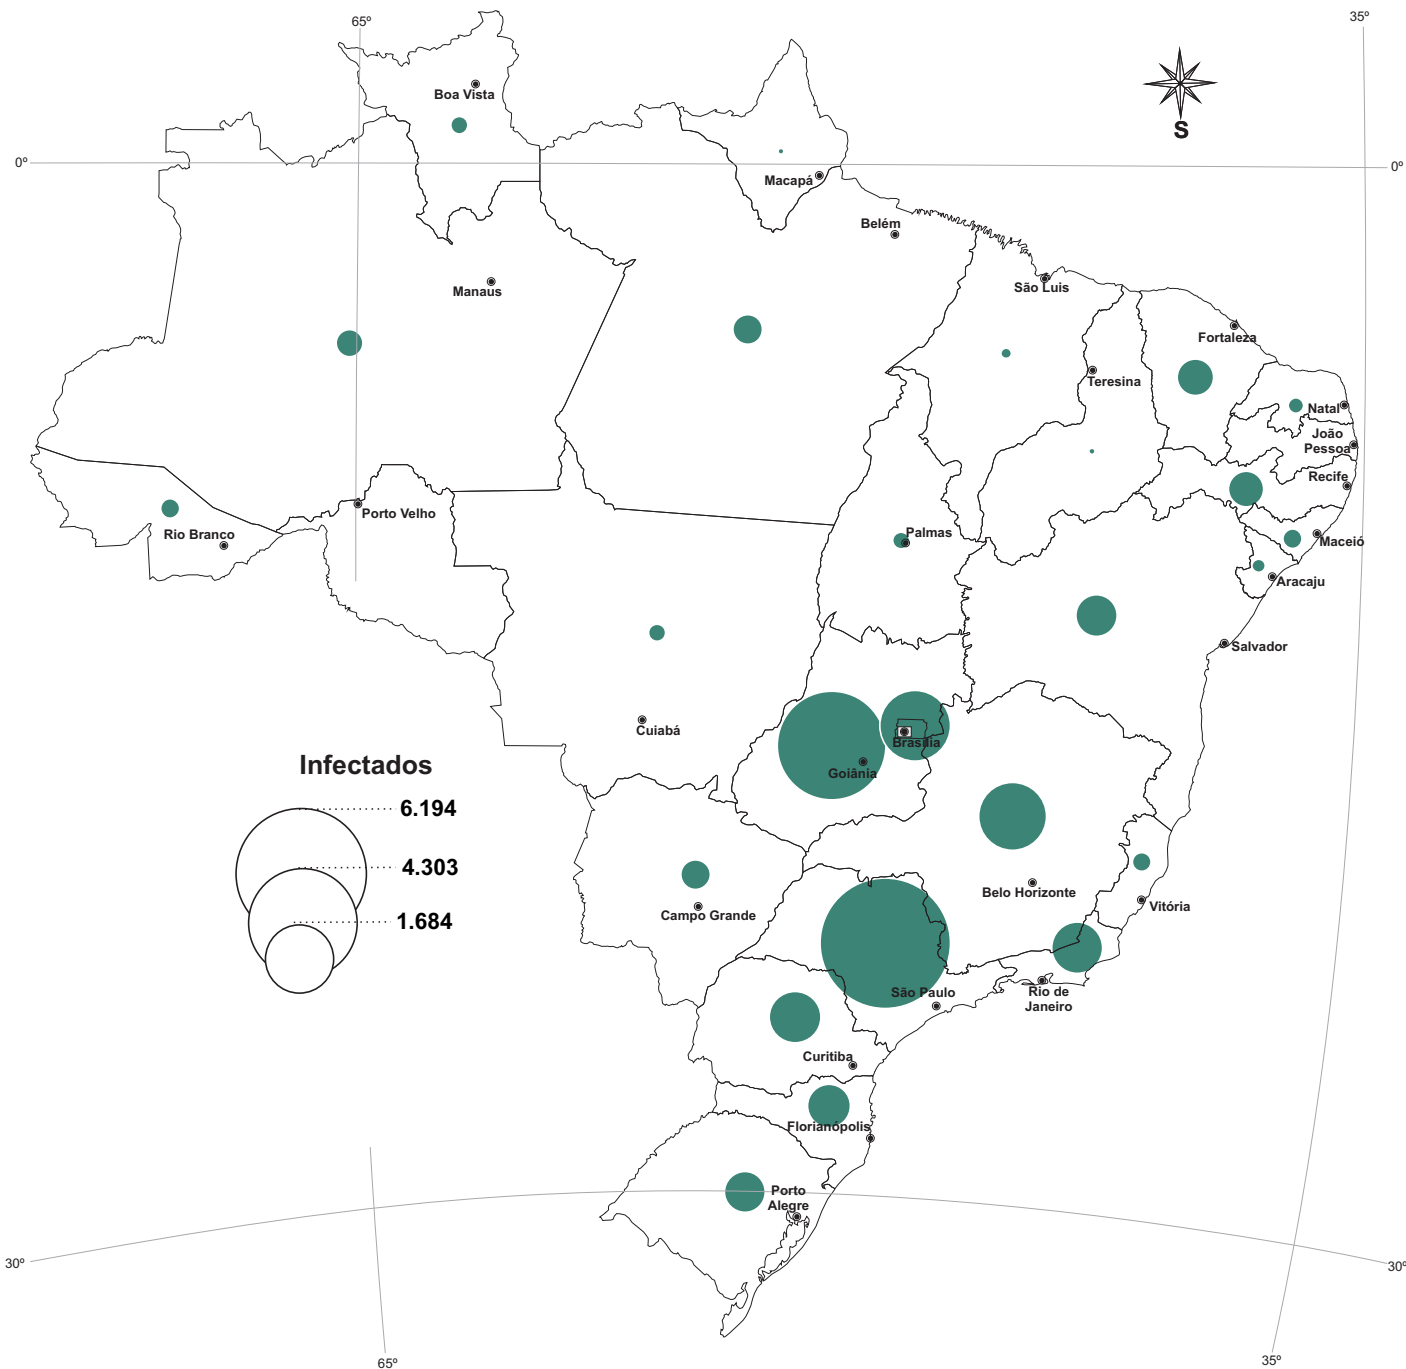 65º
35º
Boa Vista
S
0º
0º
Macapá
Belém
Manaus
São Luis
Fortaleza
Teresina
Natal
João
Pessoa
Recife
Porto Velho
Rio Branco
Palmas
Maceió
Aracaju
Salvador
Cuiabá
Brasília
Goiânia
Infectados
6.194
4.303
1.684
Belo Horizonte
Campo Grande
Vitória
São Paulo
Rio de
Janeiro
Curitiba
Florianópolis
Porto
Alegre
30º
30º
65º
35º